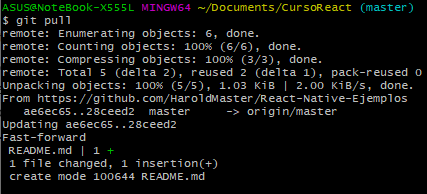 ASUS@NoteBook-X555L MINGW64 ~/Documents/CursoReact (master)
$ git pull
remote: Enumerating objects: 6, done.
remote: Counting objects: 100% (6/6), done.
remote: Compressing objects: 100% (3/3), done.
remote: Total 5 (delta 2), reused 2 (delta 1), pack-reused 0
Unpacking objects: 100% (5/5), 1.03 KiB | 2.00 KiB/s, done.
From https://github.com/HaroldMaster/React-Native-Ejemplos
   ae6ec65..28ceed2  master     -> origin/master
Updating ae6ec65..28ceed2
Fast-forward
 README.md | 1 +
 1 file changed, 1 insertion(+)
 create mode 100644 README.md